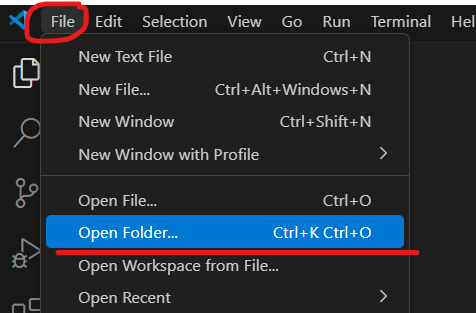 File Edit Selection View Go Run Terminal Hel
New Text File Ctrl+N
New File... Ctrl+Alt+Windows+N
New Window Ctrl+Shift+N
New Window with Profile
Open File... Ctrl+O
Open Folder... Ctrl+K Ctrl+O
Open Workspace from File...
Open Recent